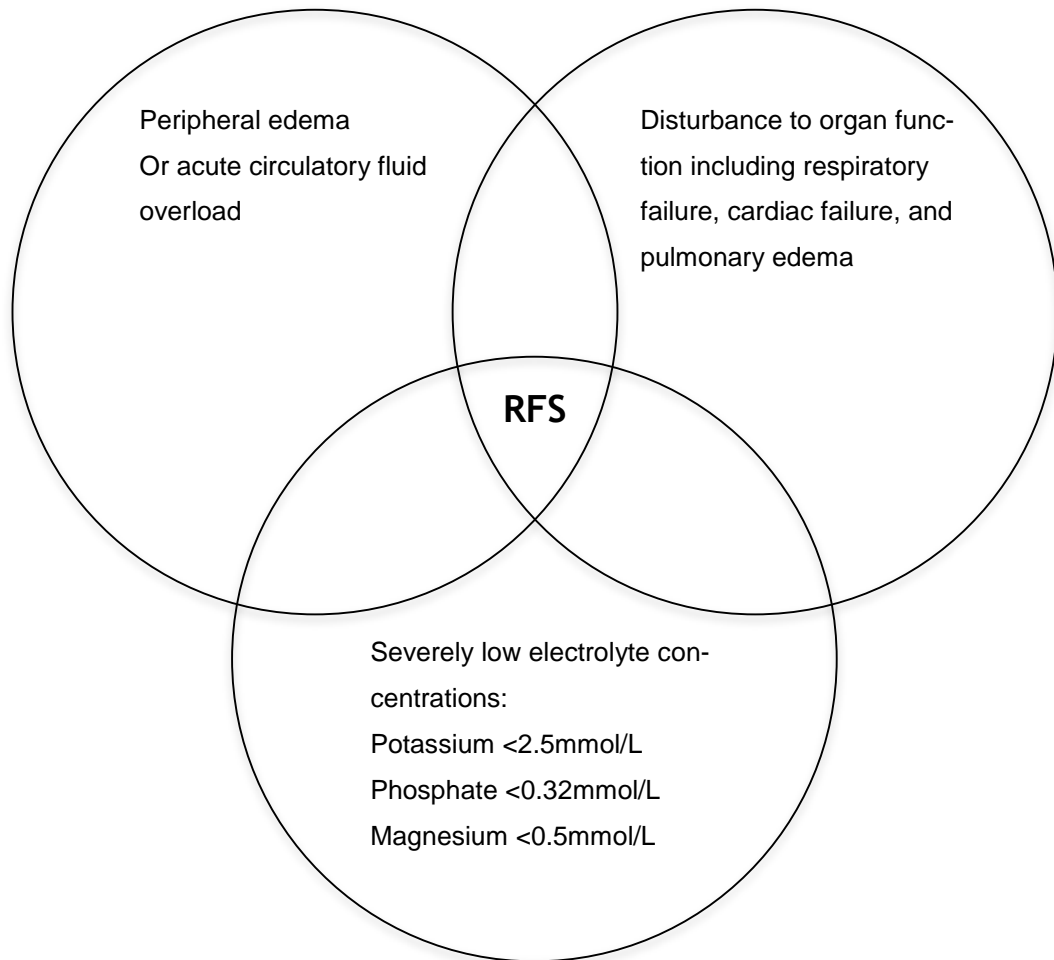 Peripheral edema
Or acute circulatory fluid
overload
Disturbance to organ func-
tion including respiratory
failure, cardiac failure, and
pulmonary edema
RFS
Severely low electrolyte con-
centrations:
Potassium <2.5mmol/L
Phosphate <0.32mmol/L
Magnesium <0.5mmol/L